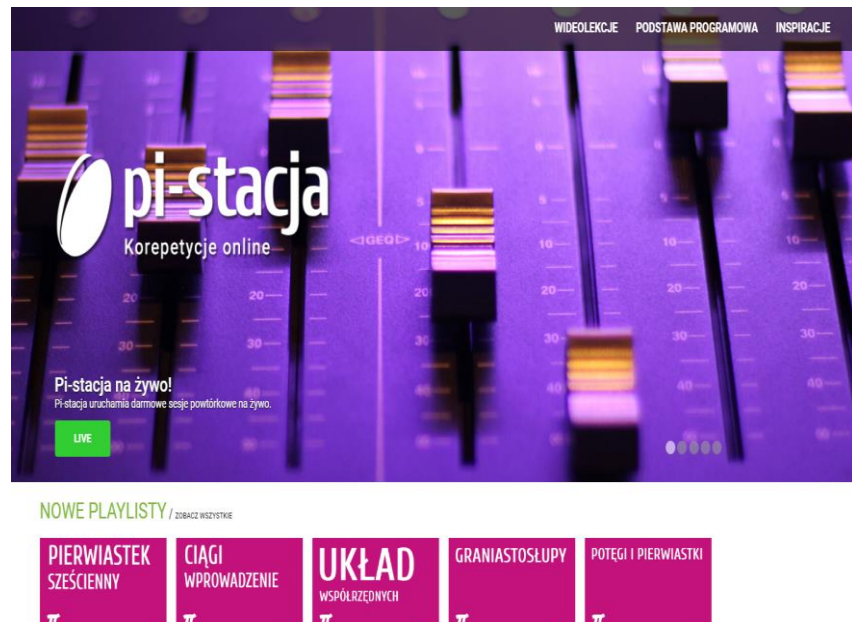 WIDEOLEKCJE PODSTAWA PROGRAMOWA INSPIRACJE
pi-stacja
Korepetycje online
GEQ
Pi-stacja na żywo!
Pi-stacja uruchamia darmowe sesje powtórkowe na żywo.
LIVE
NOWE PLAYLISTY / ZOBACZ WSZYSTKIE
PIERWIASTEK
SZEŚCIENNY
CIĄGI
WPROWADZENIE
UKŁAD
WSPÓŁRZĘDNYCH
GRANIASTOSŁUPY
POTĘGI I PIERWIASTKI